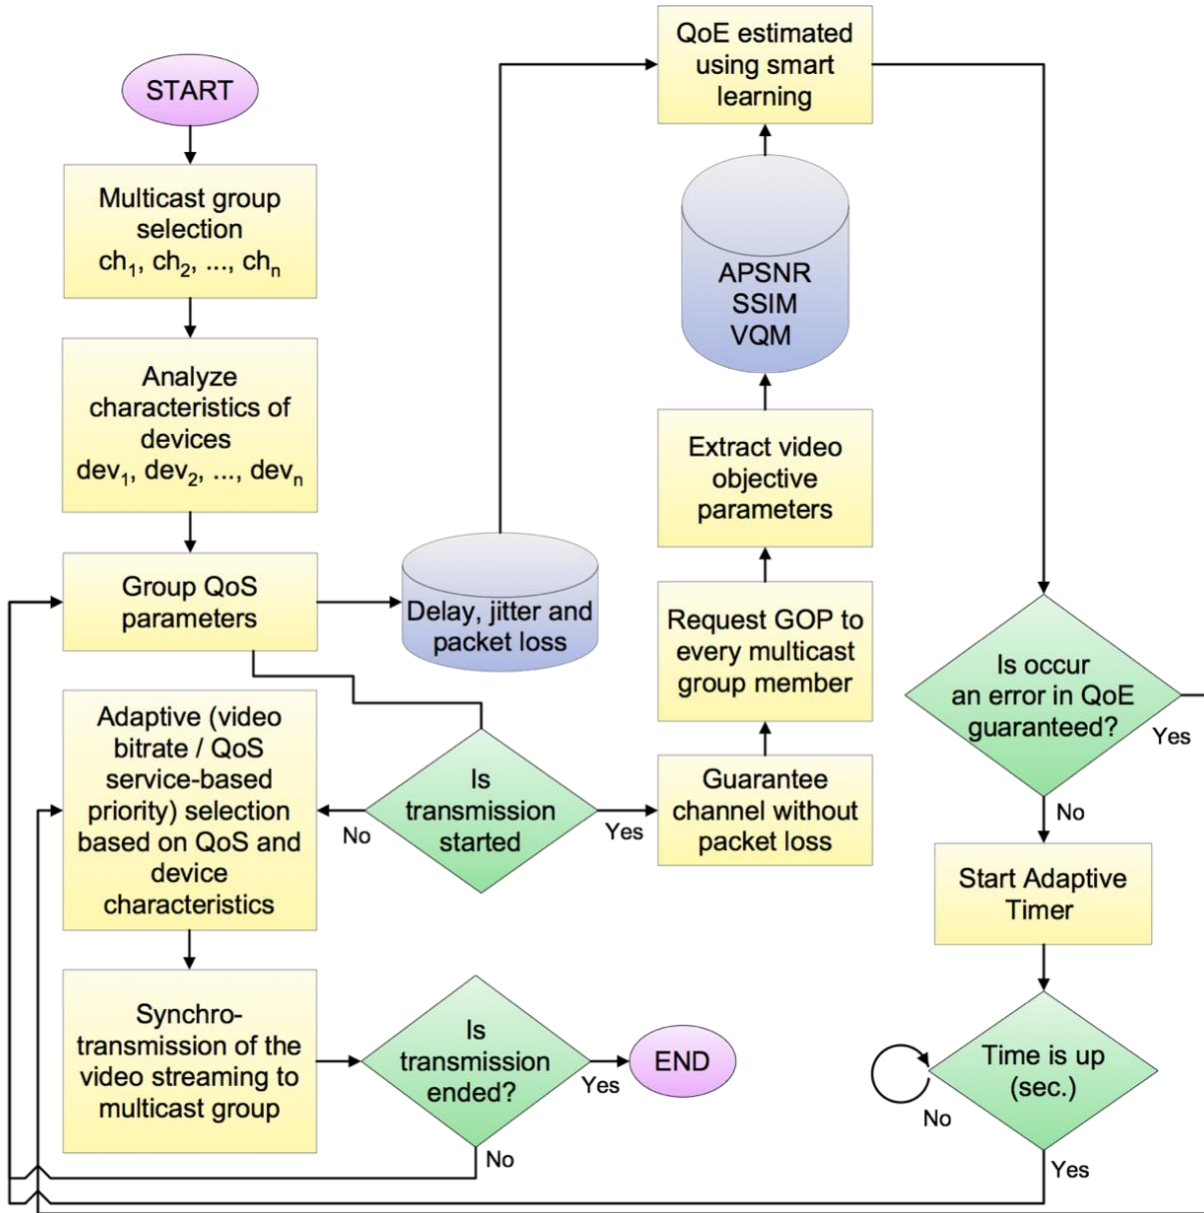 START
Multicast group
selection
ch1, ch2, ..., chn
Analyze
characteristics of
devices
dev1, dev2, ..., devn
Group QoS
parameters
Delay, jitter and
packet loss
Adaptive (video
bitrate / QoS
service-based
priority) selection
based on QoS and
device
characteristics
Is
transmission
started
No
Yes
Synchro-
transmission of the
video streaming to
multicast group
Is
transmission
ended?
Yes
No
END
QoE estimated
using smart
learning
APSNR
SSIM
VQM
Extract video
objective
parameters
Request GOP to
every multicast
group member
Guarantee
channel without
packet loss
Is occur
an error in QoE
guaranteed?
Yes
No
Start Adaptive
Timer
Time is up
(sec.)
No
Yes